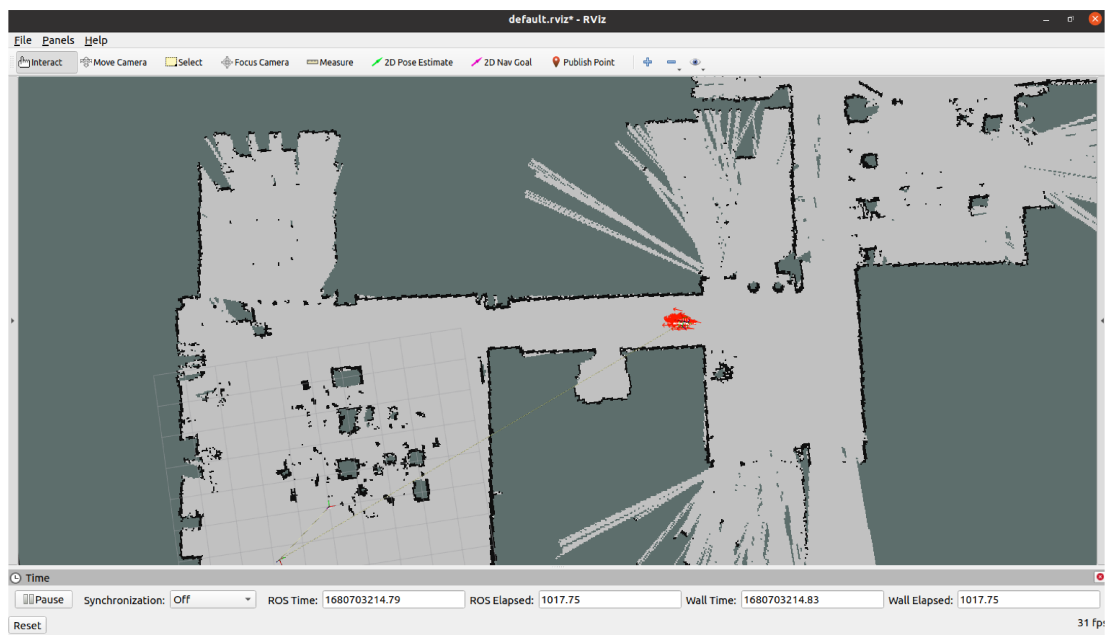 default.rviz* - RViz
File Panels Help
Interact Move Camera Select Focus Camera Measure 2D Pose Estimate 2D Nav Goal Publish Point
Time
Pause Synchronization: Off ROS Time: 1680703214.79 ROS Elapsed: 1017.75 Wall Time: 1680703214.83 Wall Elapsed: 1017.75
Reset 31 fps